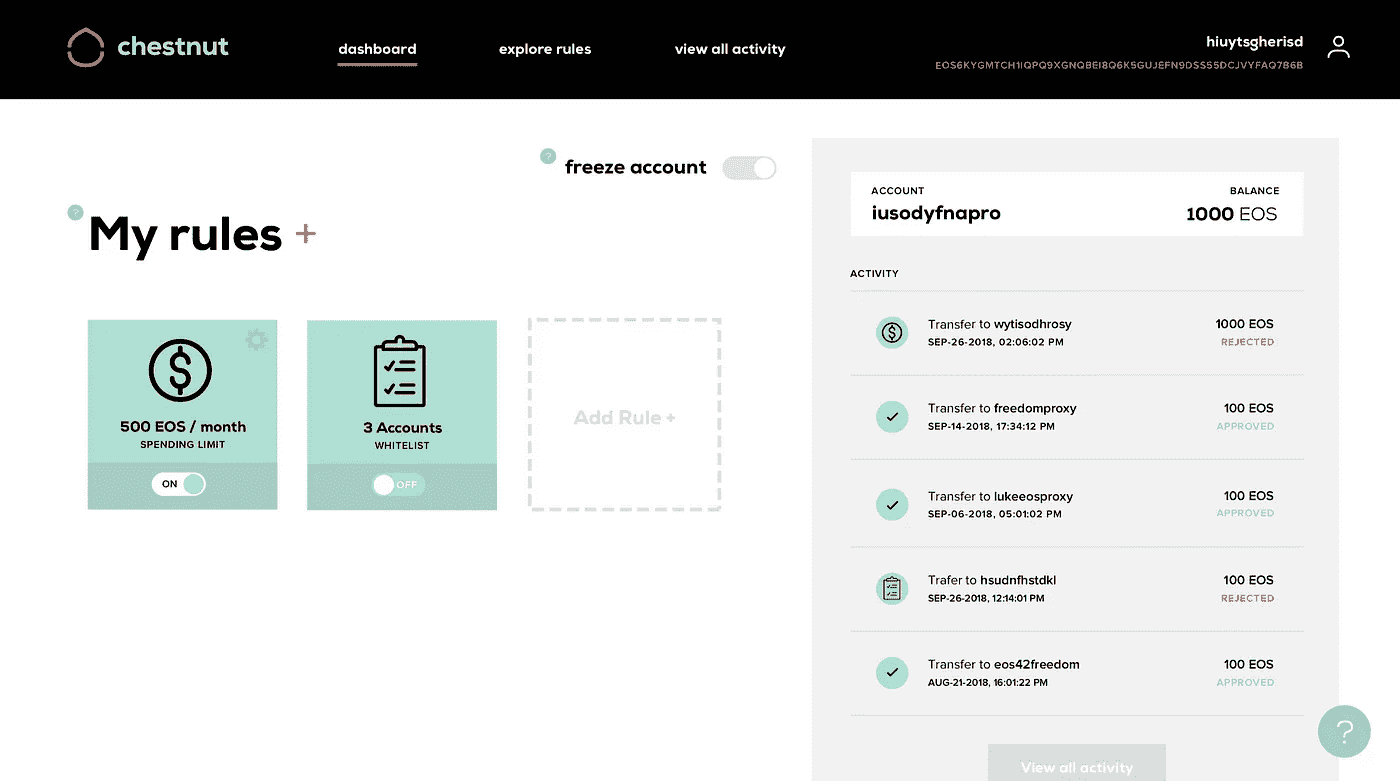 chestnut
dashboard
explore rules
view all activity
hiuytsgherisd
? freeze account
? My rules +
500 EOS / month
SPENDING LIMIT
ON
3 Accounts
WHITELIST
OFF
Add Rule +
ACCOUNT BALANCE
iusodyfnapro 1000 EOS
ACTIVITY
Transfer to wytisodhrosy 1000 EOS
SEP-26-2018, 02:06:02 PM REJECTED
Transfer to freedomproxy 100 EOS
SEP-14-2018, 17:34:12 PM APPROVED
Transfer to lukeeosproxy 100 EOS
SEP-06-2018, 05:01:02 PM APPROVED
Trafer to hsudnfhstdkl 100 EOS
SEP-26-2018, 12:14:01 PM REJECTED
Transfer to eos42freedom 100 EOS
AUG-21-2018, 16:01:22 PM APPROVED
View all activity
?